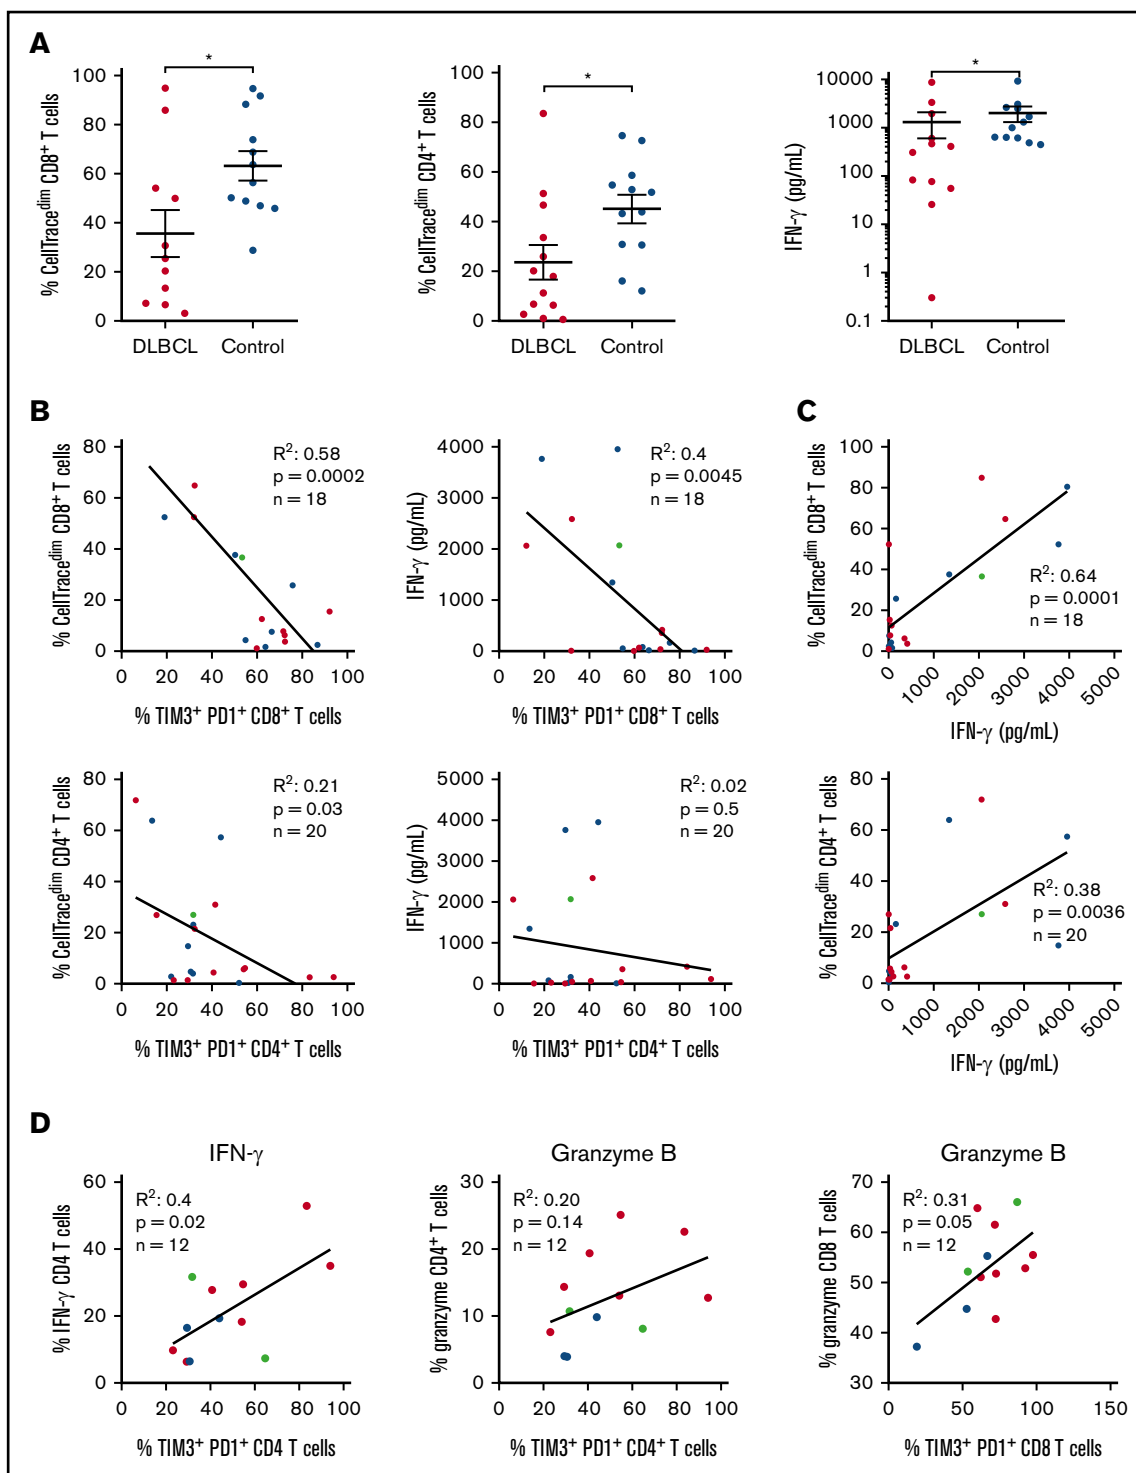 A
% CellTrace^dim CD8⁺ T cells
100
80
60
40
20
0
*
DLBCL
Control
% CellTrace^dim CD4⁺ T cells
100
80
60
40
20
0
*
DLBCL
Control
IFN-γ (pg/mL)
10000
1000
100
10
1
0.1
*
DLBCL
Control
B
% CellTrace^dim CD8⁺ T cells
80
60
40
20
0
R²: 0.58
p = 0.0002
n = 18
0 20 40 60 80 100
% TIM3⁺ PD1⁺ CD8⁺ T cells
IFN-γ (pg/mL)
4000
3000
2000
1000
0
R²: 0.4
p = 0.0045
n = 18
0 20 40 60 80 100
% TIM3⁺ PD1⁺ CD8⁺ T cells
C
% CellTrace^dim CD8⁺ T cells
100
80
60
40
20
0
R²: 0.64
p = 0.0001
n = 18
0 1000 2000 3000 4000 5000
IFN-γ (pg/mL)
% CellTrace^dim CD4⁺ T cells
80
60
40
20
0
R²: 0.21
p = 0.03
n = 20
0 20 40 60 80 100
% TIM3⁺ PD1⁺ CD4⁺ T cells
IFN-γ (pg/mL)
5000
4000
3000
2000
1000
0
R²: 0.02
p = 0.5
n = 20
0 20 40 60 80 100
% TIM3⁺ PD1⁺ CD4⁺ T cells
% CellTrace^dim CD4⁺ T cells
80
60
40
20
0
R²: 0.38
p = 0.0036
n = 20
0 1000 2000 3000 4000 5000
IFN-γ (pg/mL)
D
IFN-γ
% IFN-γ CD4 T cells
60
40
20
0
R²: 0.4
p = 0.02
n = 12
0 20 40 60 80 100
% TIM3⁺ PD1⁺ CD4 T cells
Granzyme B
% granzyme CD4⁺ T cells
30
20
10
0
R²: 0.20
p = 0.14
n = 12
0 20 40 60 80 100
% TIM3⁺ PD1⁺ CD4⁺ T cells
Granzyme B
% granzyme CD8 T cells
70
60
50
40
30
R²: 0.31
p = 0.05
n = 12
0 50 100 150
% TIM3⁺ PD1⁺ CD8 T cells